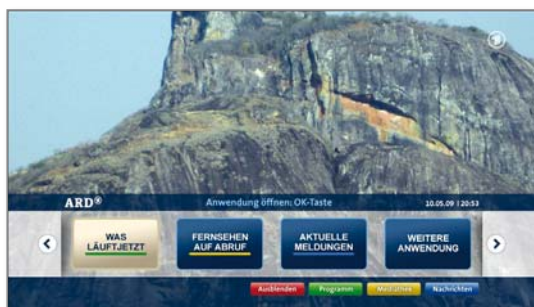 ARD
Anwendung öffnen: OK-Taste
20.05.09 | 20:53
WAS
LÄUFTJETZT
FERNSEHEN
AUF ABRUF
AKTUELLE
MELDUNGEN
WEITERE
ANWENDUNG
Ausblenden
Programm
Mediathek
Nachrichten